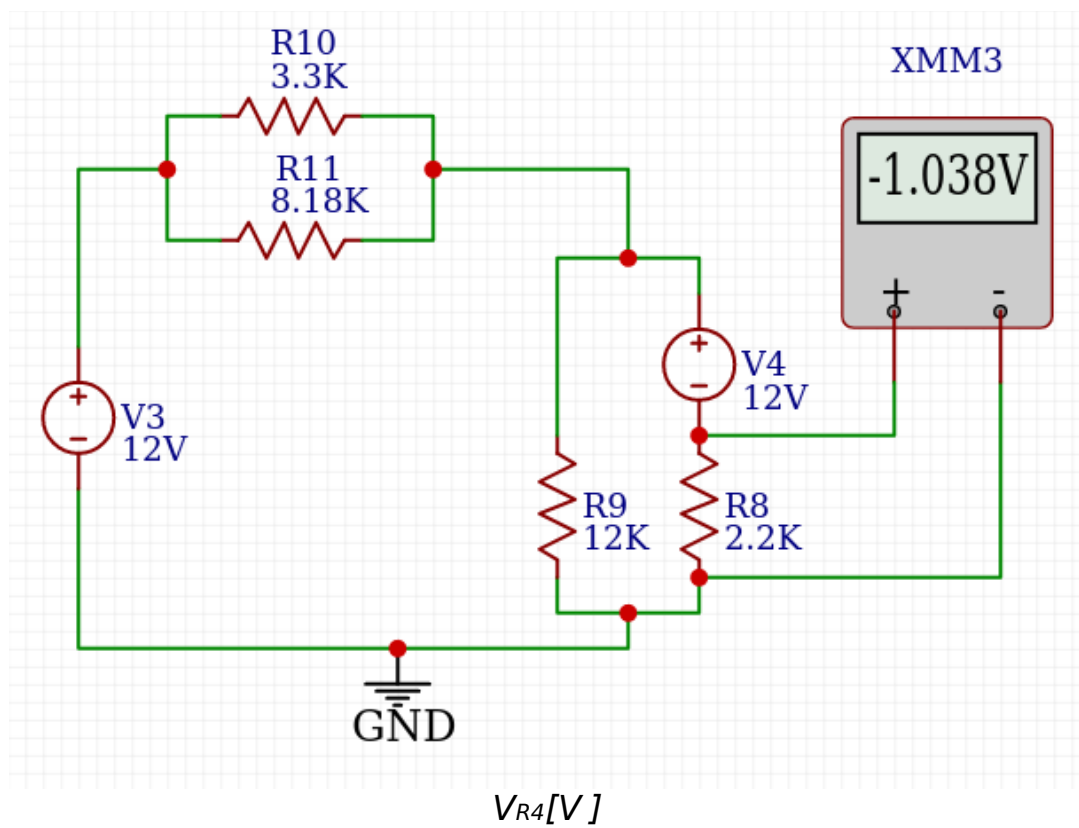 R10
3.3K
XMM3
R11
8.18K
-1.038V
+
-
+
-
V4
12V
+
-
V3
12V
R9
12K
R8
2.2K
GND
VR4[V ]